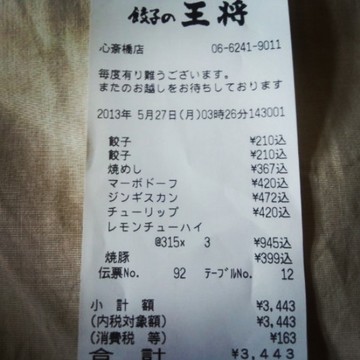 餃子の王将
心斎橋店 06-6241-9011
毎度有り難うございます。
またのお越しをお待ちしております
2013年 5月27日(月)03時26分143001
餃子 ¥210込
餃子 ¥210込
焼めし ¥367込
マーボドーフ ¥420込
ジンギスカン ¥472込
チューリップ ¥420込
レモンチューハイ
@315x 3 ¥945込
焼豚 ¥399込
伝票No. 92 テーブルNo. 12
小 計 額 ¥3,443
(内税対象額) ¥3,443
(消費税 等) ¥163
合 計 ¥3,443